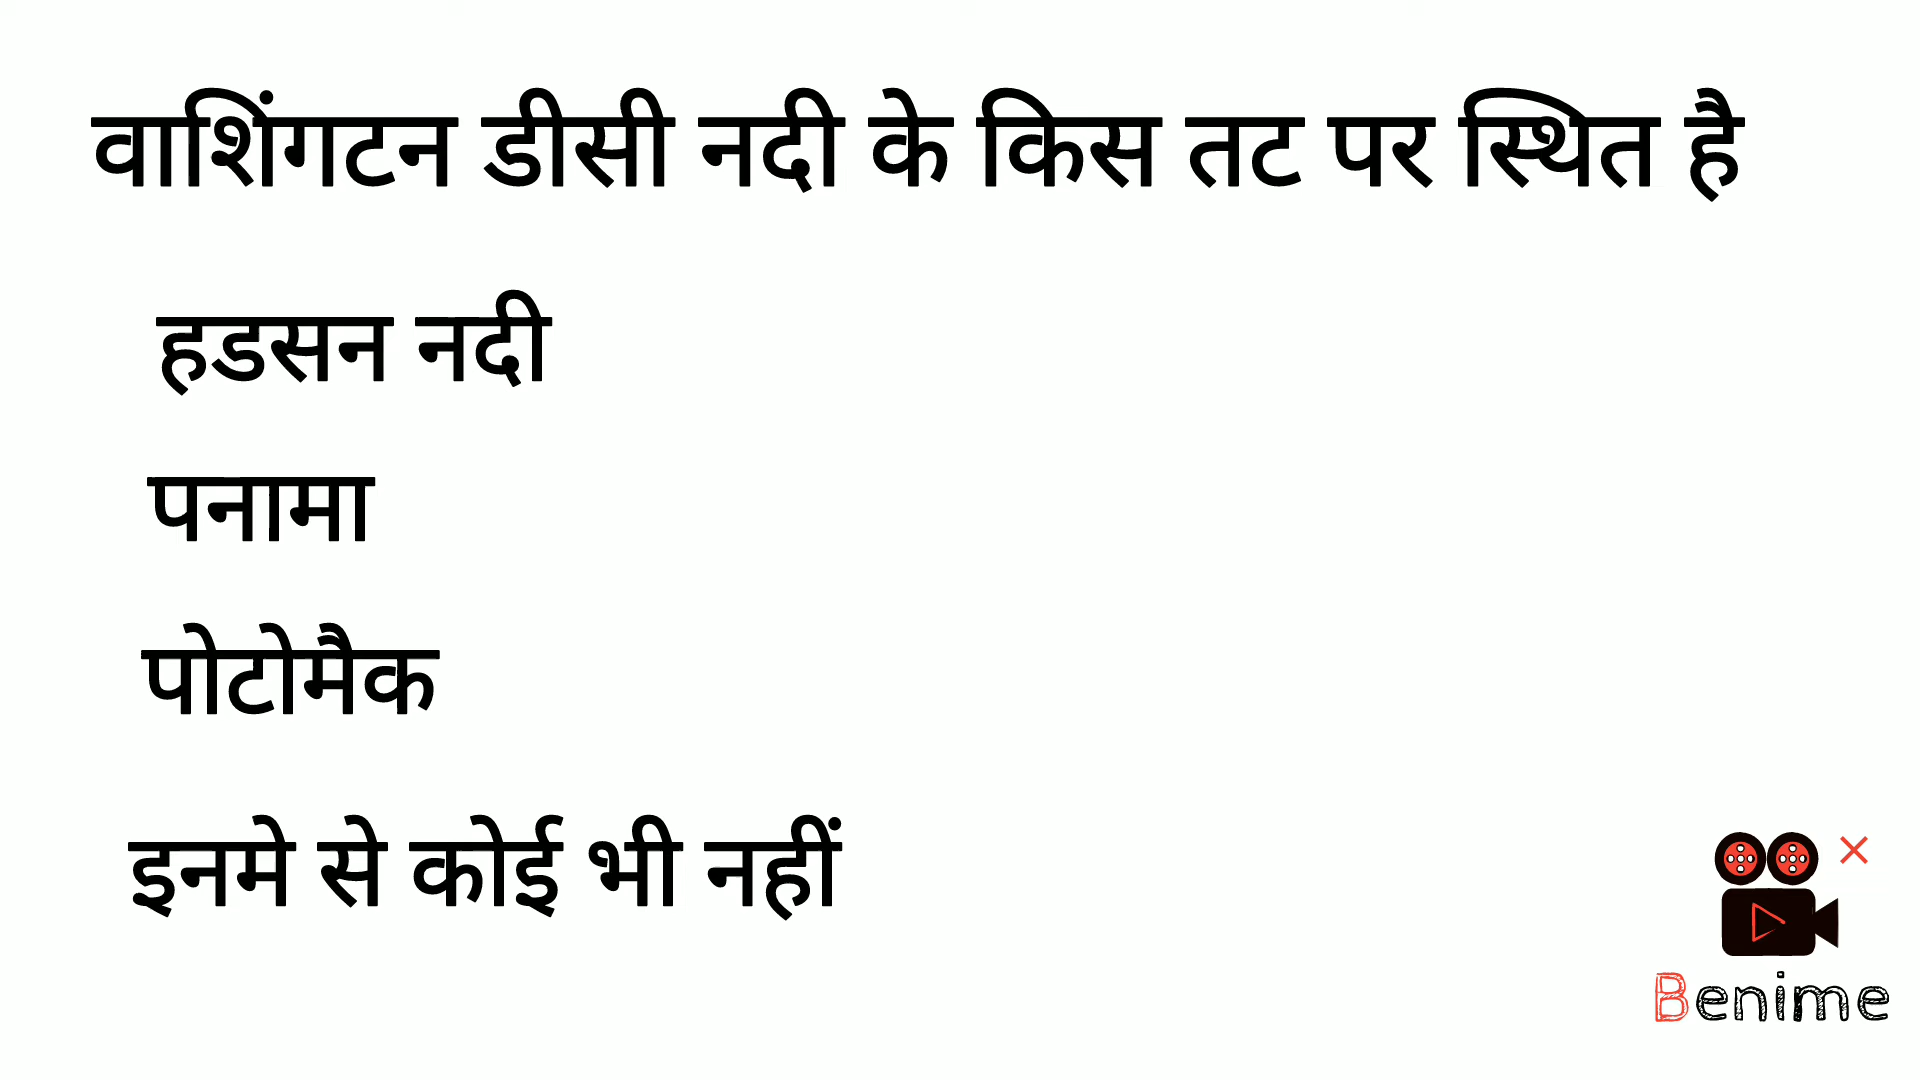 वाशिंगटन डीसी नदी के किस तट पर स्थित है
हडसन नदी
पनामा
पोटोमैक
इनमे से कोई भी नहीं
Benime